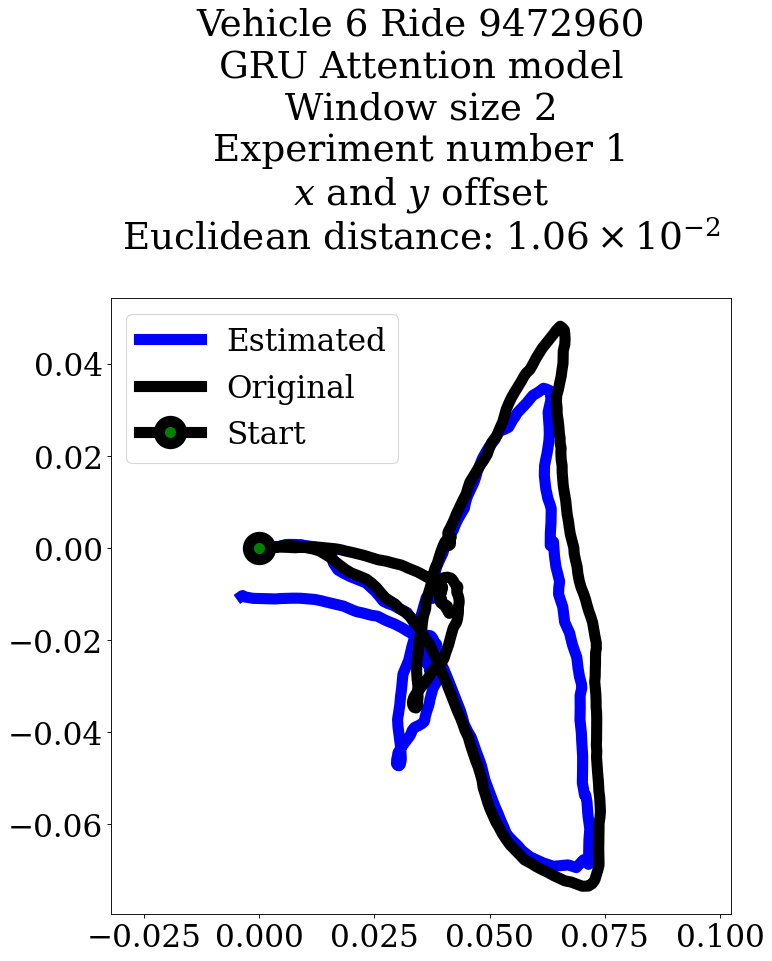 Vehicle 6 Ride 9472960
GRU Attention model
Window size 2
Experiment number 1
x and y offset
Euclidean distance: 1.06 × 10⁻²
Estimated
Original
Start
0.04
0.02
0.00
−0.02
−0.04
−0.06
−0.025 0.000 0.025 0.050 0.075 0.100